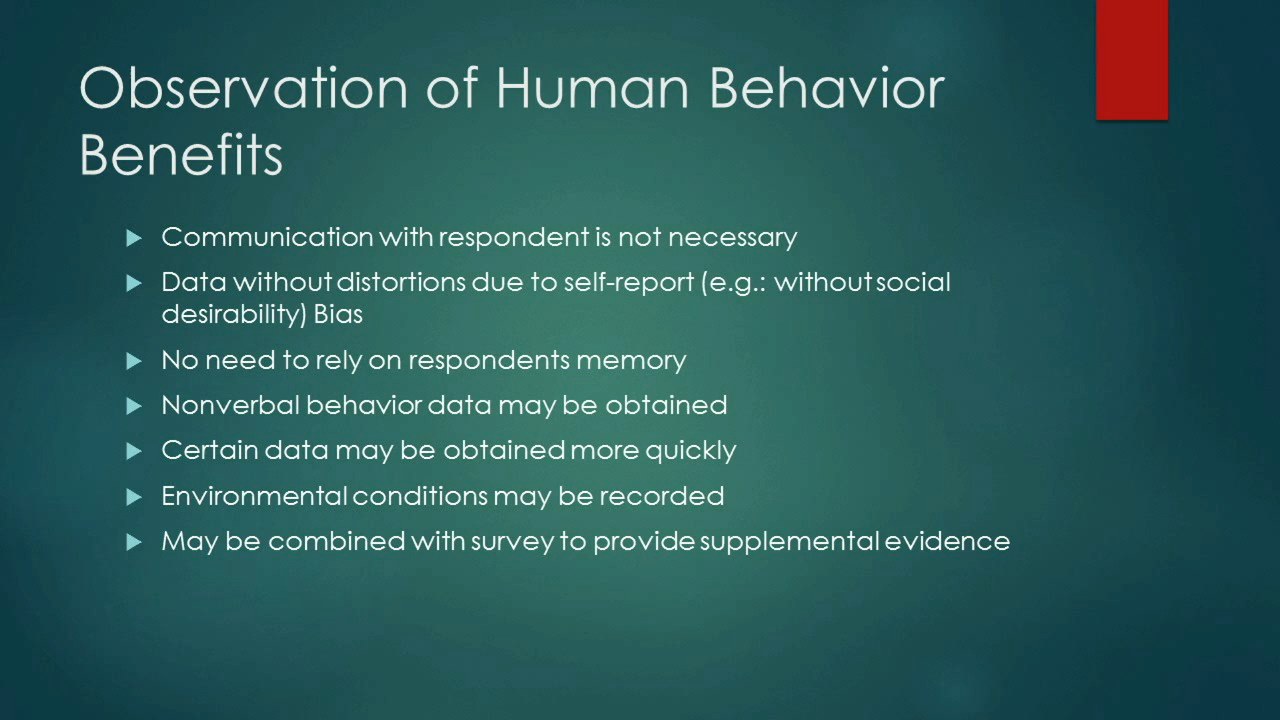 Observation of Human Behavior
Benefits
Communication with respondent is not necessary
Data without distortions due to self-report (e.g.: without social
desirability) Bias
No need to rely on respondents memory
Nonverbal behavior data may be obtained
Certain data may be obtained more quickly
Environmental conditions may be recorded
May be combined with survey to provide supplemental evidence